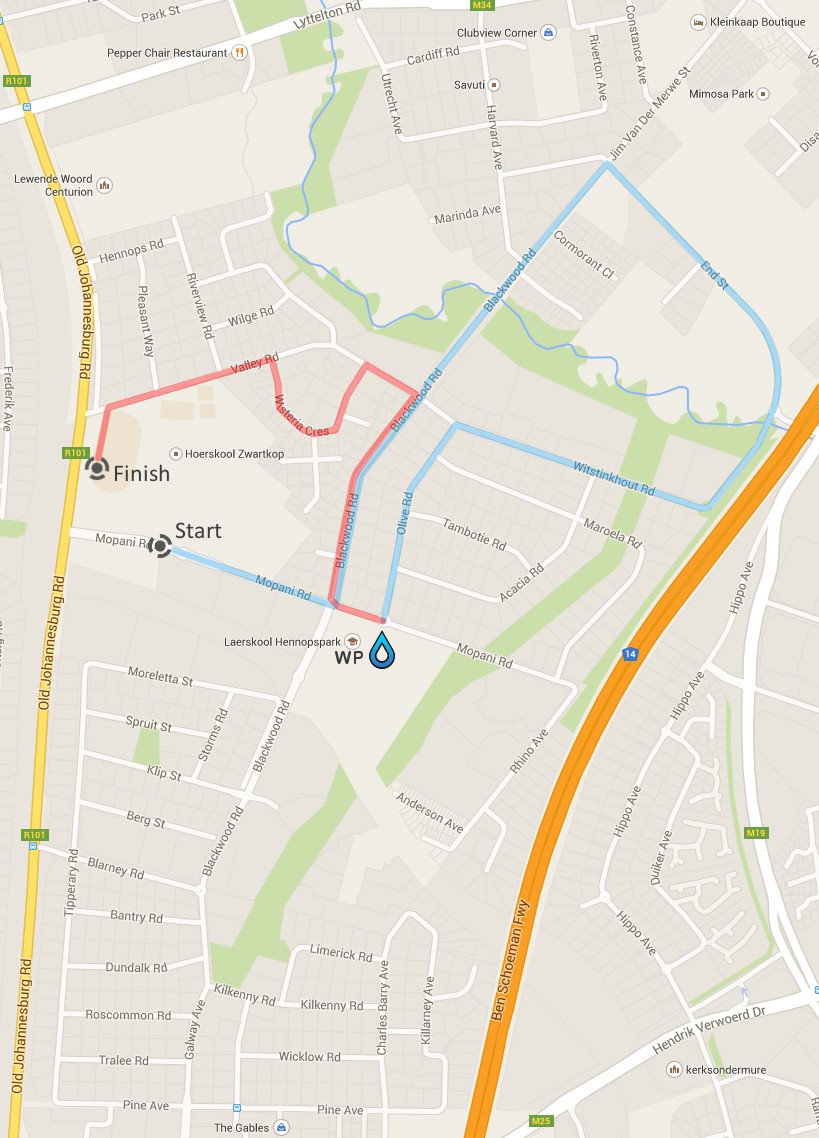 Park St
Lyttelton Rd
M34
Kleinkaap Boutique
Clubview Corner
Constance Ave
Riverton Ave
Pepper Chair Restaurant
Cardiff Rd
R101
Utrecht Ave
Savuti
Mimosa Park
Harvard Ave
Jim Van Der Merwe St
Lewende Woord
Centurion
Marinda Ave
Hennops Rd
Old Johannesburg Rd
Cormorant Cl
Riverview Rd
Pleasant Way
End St
Blackwood Rd
Wilge Rd
Valley Rd
Frederik Ave
Blackwood Rd
Wisteria Cres
R101
Hoerskool Zwartkop
Finish
Witstinkhout Rd
Olive Rd
Start
Blackwood Rd
Tambotie Rd
Maroela Rd
Mopani Rd
Mopani Rd
Acacia Rd
Hippo Ave
Old Johannesburg Rd
Laerskool Hennopspark
WP
Mopani Rd
14
Moreletta St
Hippo Ave
Spruit St
Storms Rd
Blackwood Rd
Rhino Ave
Klip St
Anderson Ave
Hippo Ave
Berg St
Blackwood Rd
R101
M19
Duiker Ave
Blarney Rd
Tipperary Rd
Bantry Rd
Ben Schoeman Fwy
Hippo Ave
Limerick Rd
Dundalk Rd
Old Johannesburg Rd
Kilkenny Rd
Kilkenny Rd
Charles Barry Ave
Killarney Ave
Roscommon Rd
Galway Ave
Hendrik Verwoerd Dr
Tralee Rd
Wicklow Rd
kerksondermure
Pine Ave
Pine Ave
The Gables
M25